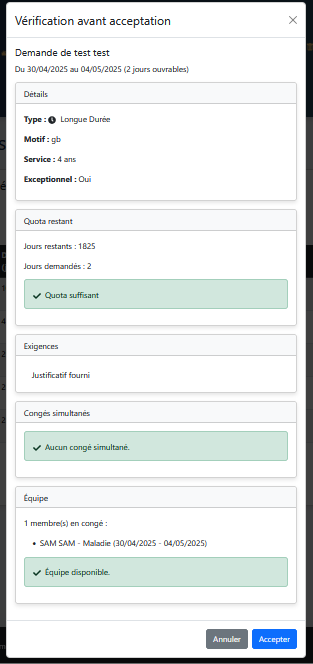 Vérification avant acceptation
Demande de test test
Du 30/04/2025 au 04/05/2025 (2 jours ouvrables)
Détails
Type : Longue Durée
Motif : gb
Service : 4 ans
Exceptionnel : Oui
Quota restant
Jours restants : 1825
Jours demandés : 2
Quota suffisant
Exigences
Justificatif fourni
Congés simultanés
Aucun congé simultané.
Équipe
1 membre(s) en congé :
• SAM SAM - Maladie (30/04/2025 - 04/05/2025)
Équipe disponible.
Annuler Accepter